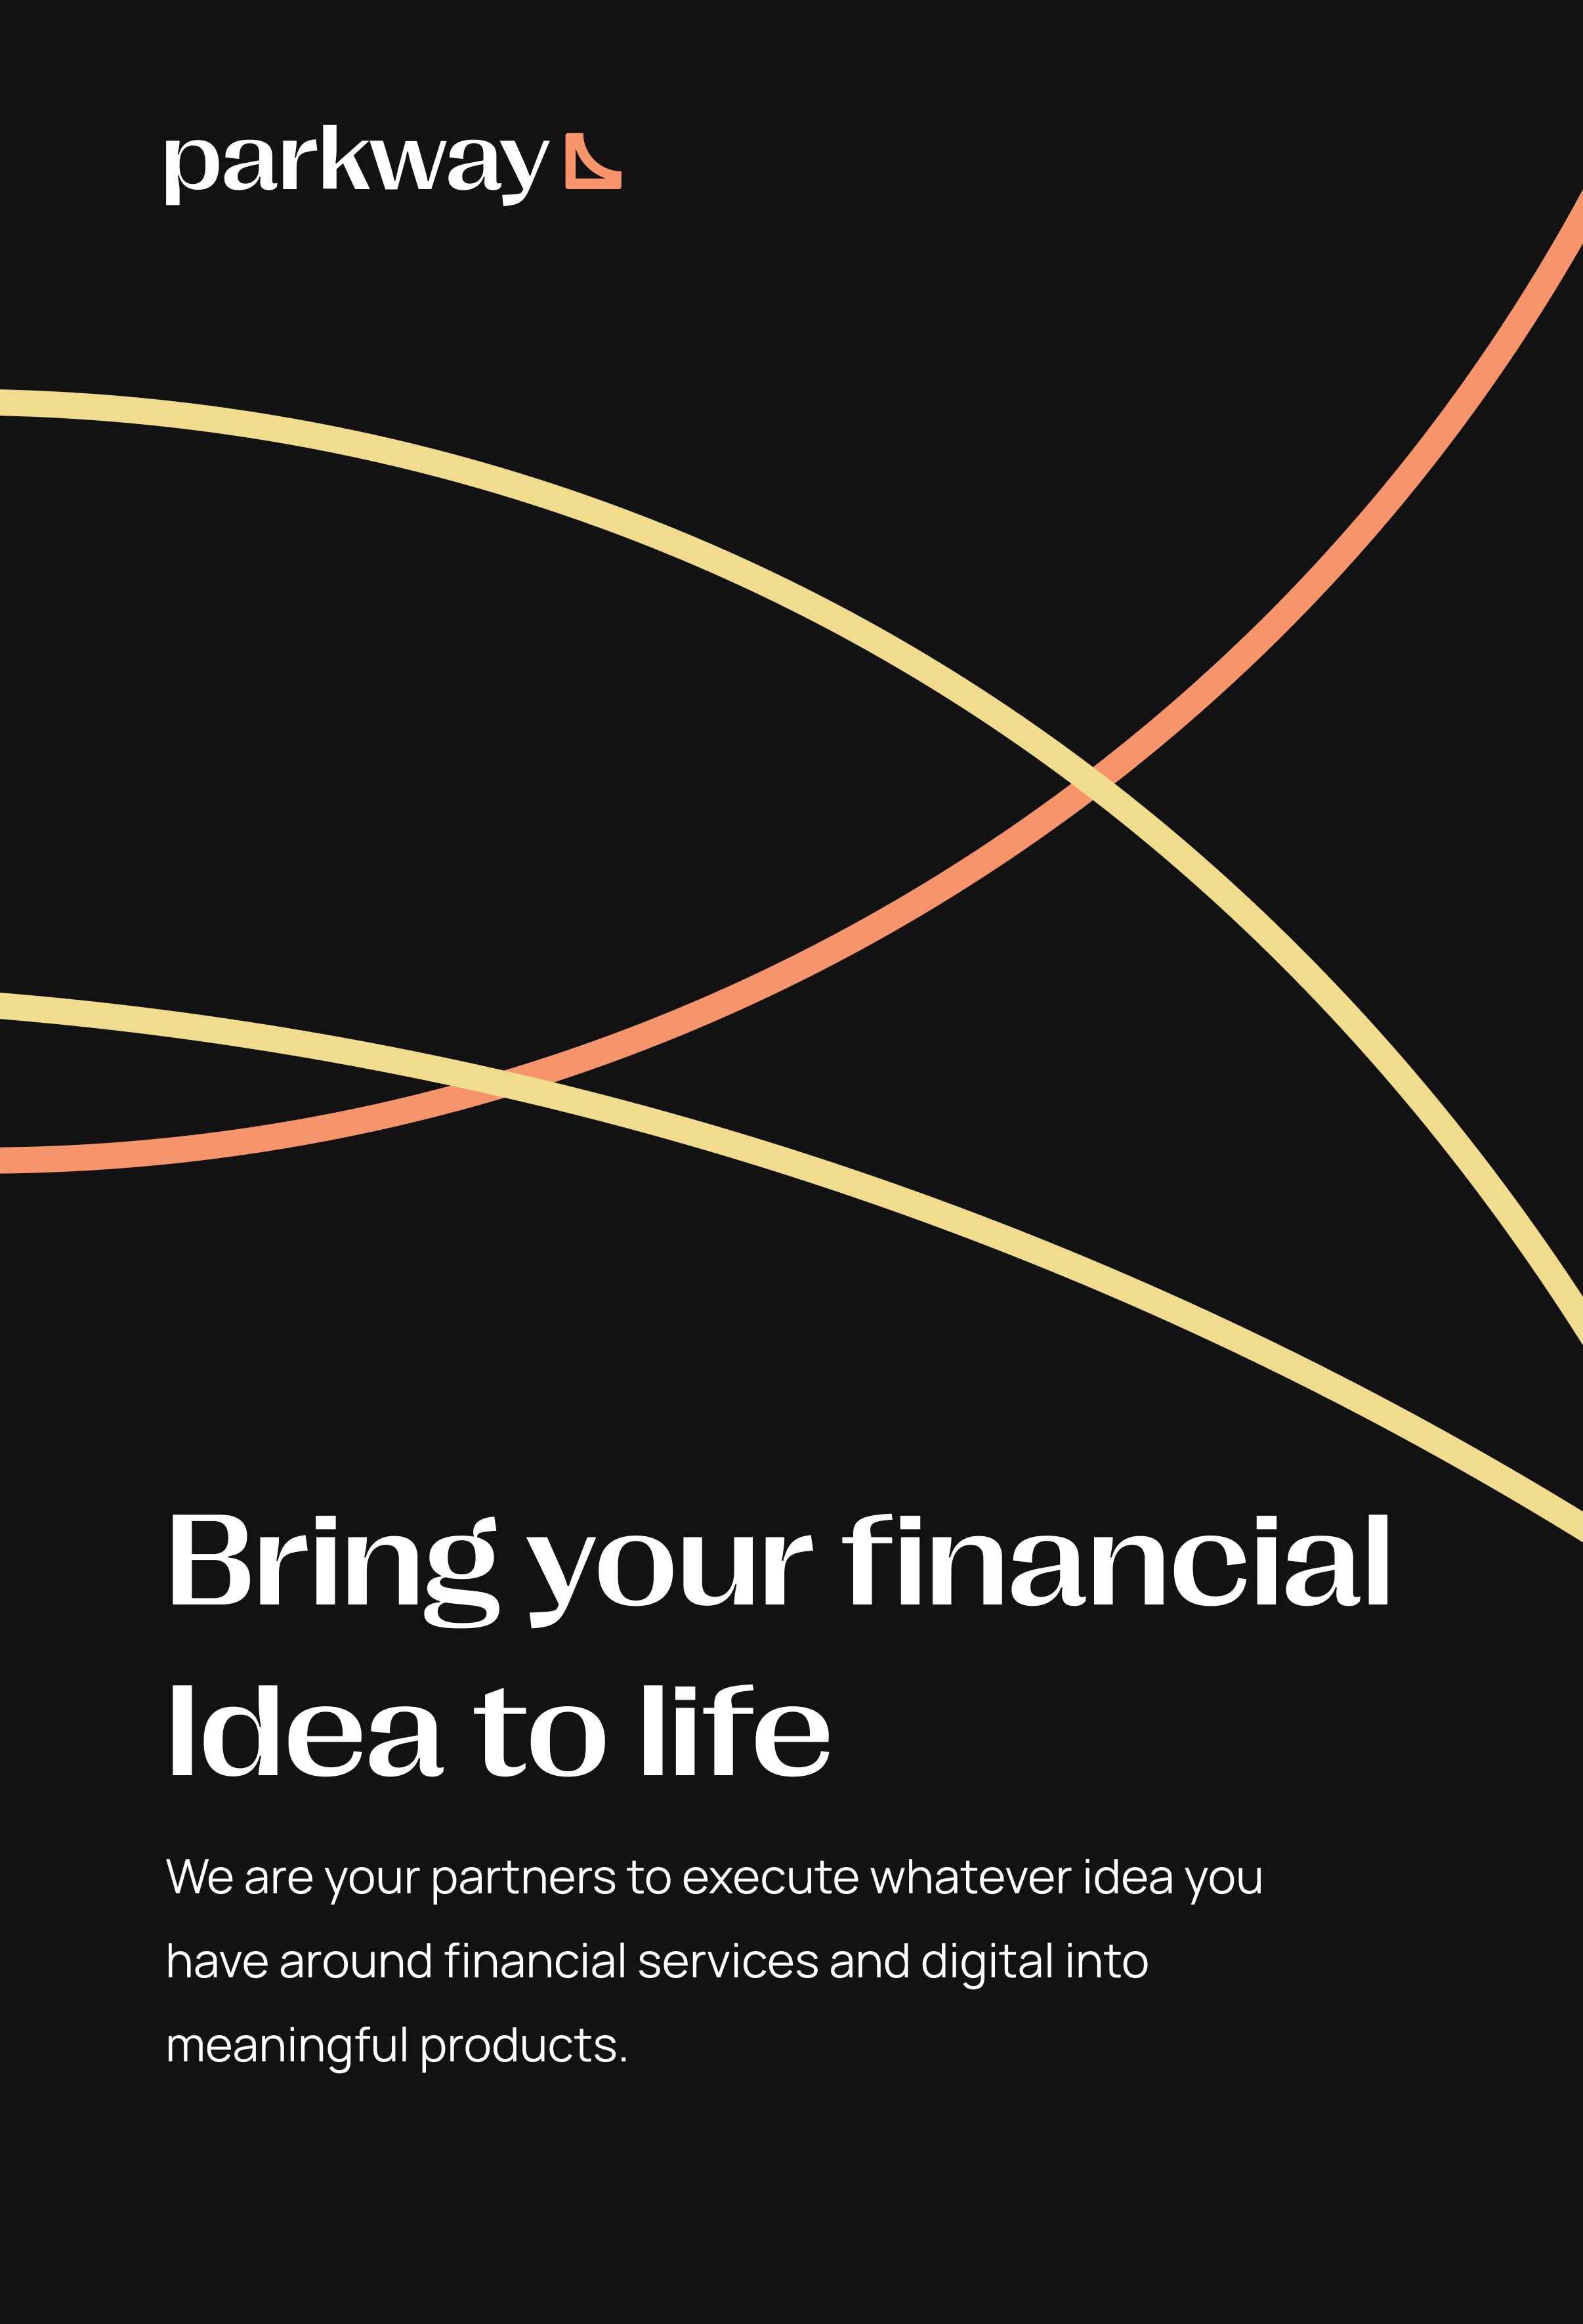 parkway
Bring your financial
Idea to life
We are your partners to execute whatever idea you
have around financial services and digital into
meaningful products.